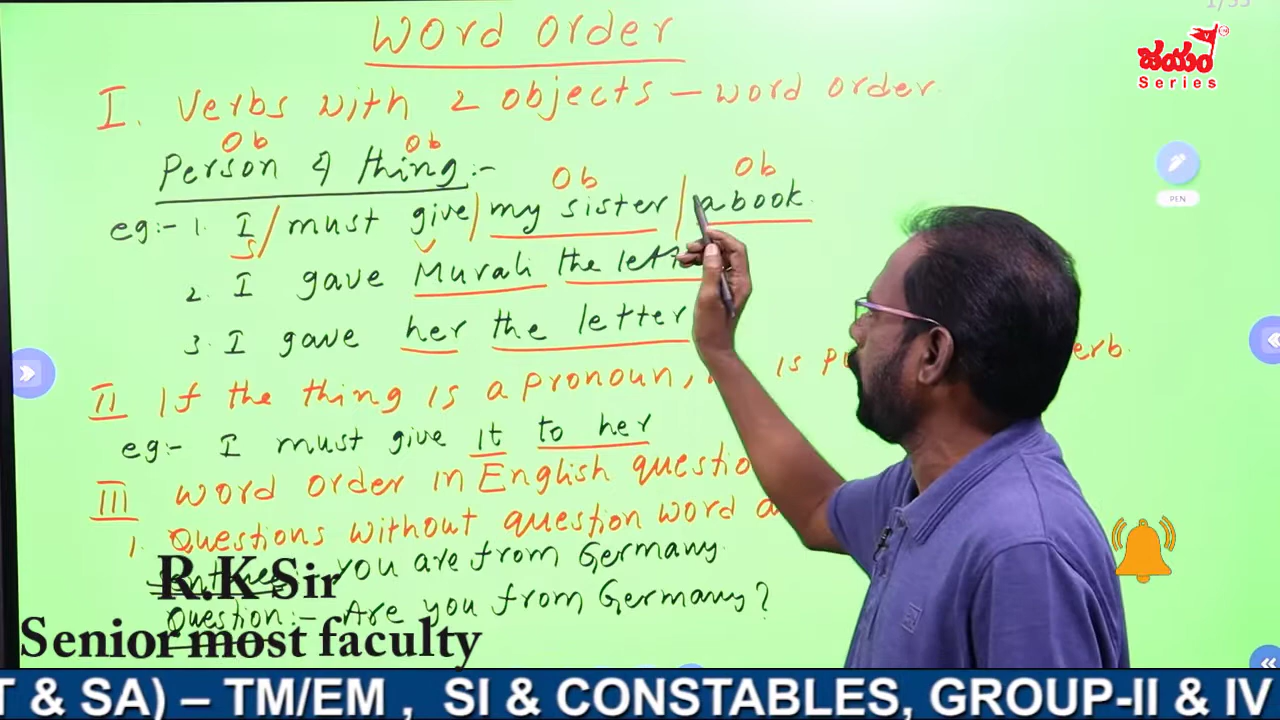 1/55
Word Order
జయం
Series
I. Verbs with 2 objects – word order.
Ob Ob
Person & thing:-
Ob Ob
PEN
eg:- 1. I / must give / my sister / a book.
S V
2. I gave Murali the lett
3. I gave her the letter
II If the thing is a pronoun, is erb.
eg:- I must give it to her
III word order in English questio
1. Questions without question word
:- You are from Germany.
Question:- Are you from Germany?
R.K Sir
Senior most faculty
T & SA) – TM/EM , SI & CONSTABLES, GROUP-II & IV